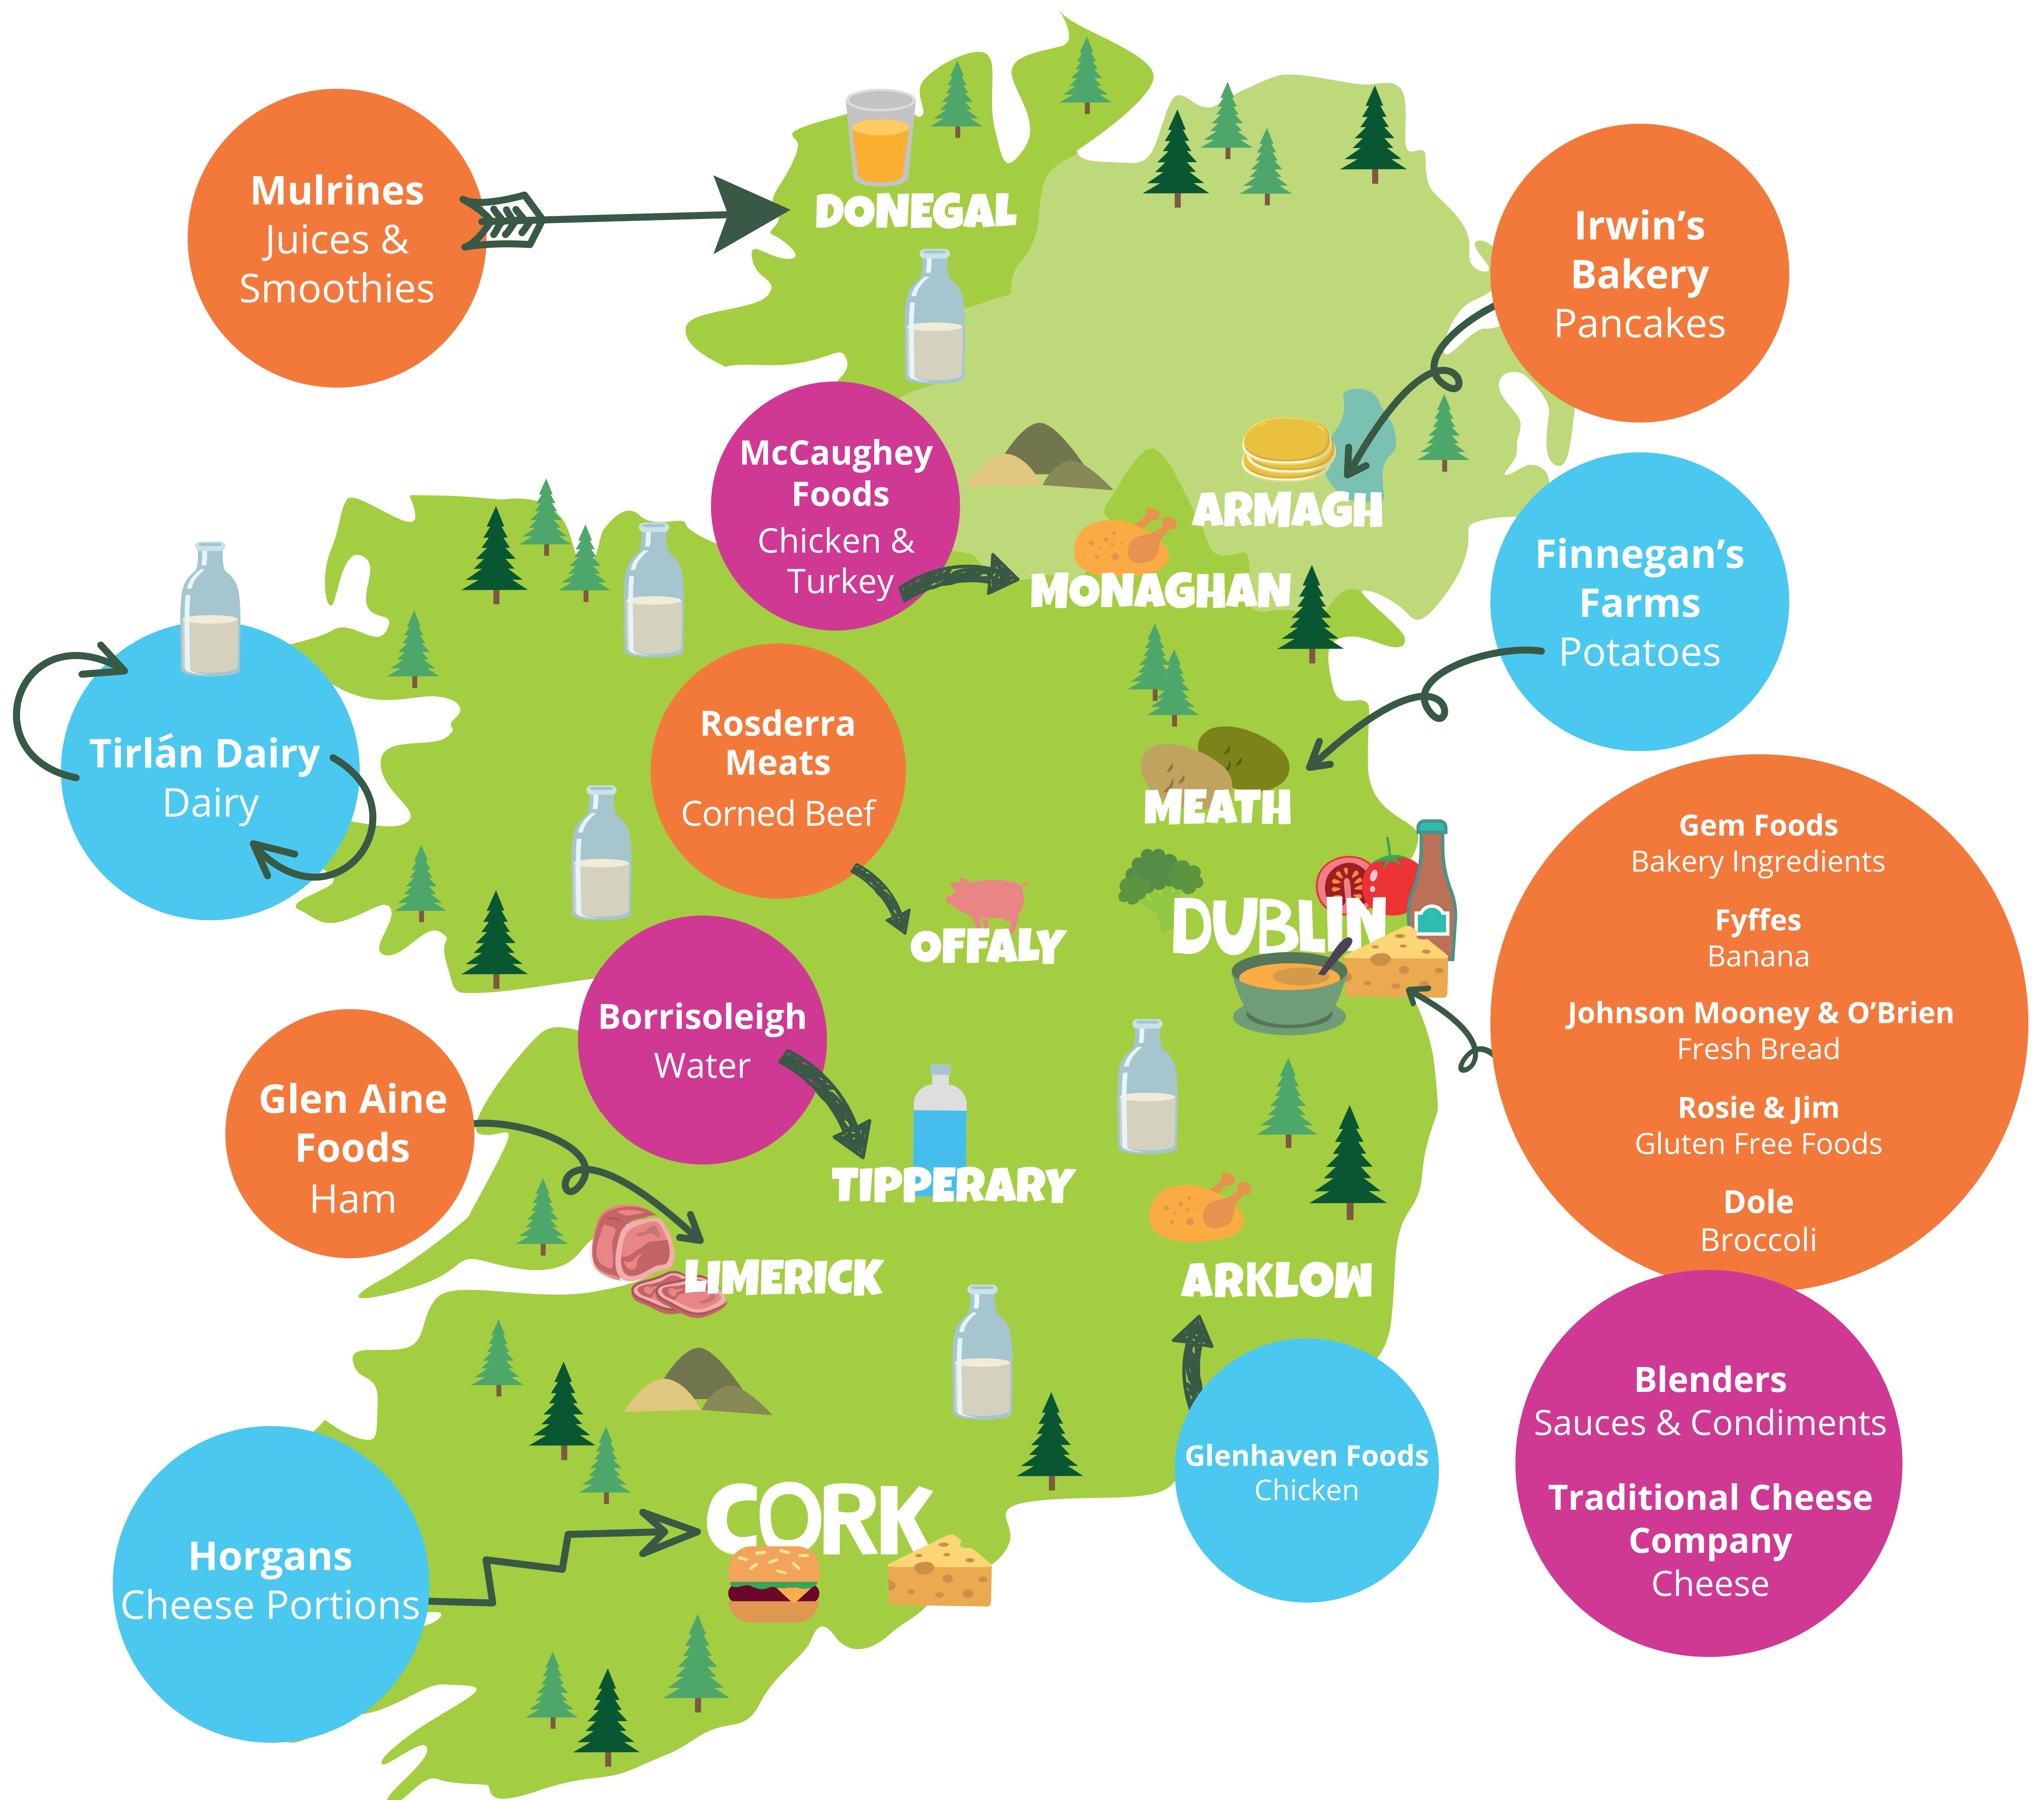 Mulrines
Juices &
Smoothies
DONEGAL
Irwin's
Bakery
Pancakes
McCaughey
Foods
Chicken &
Turkey
ARMAGH
MONAGHAN
Finnegan's
Farms
Potatoes
Tirlán Dairy
Dairy
Rosderra
Meats
Corned Beef
MEATH
OFFALY
DUBLIN
Gem Foods
Bakery Ingredients
Fyffes
Banana
Johnson Mooney & O'Brien
Fresh Bread
Rosie & Jim
Gluten Free Foods
Dole
Broccoli
Borrisoleigh
Water
TIPPERARY
Glen Aine
Foods
Ham
LIMERICK
ARKLOW
Glenhaven Foods
Chicken
Blenders
Sauces & Condiments
Traditional Cheese
Company
Cheese
CORK
Horgans
Cheese Portions